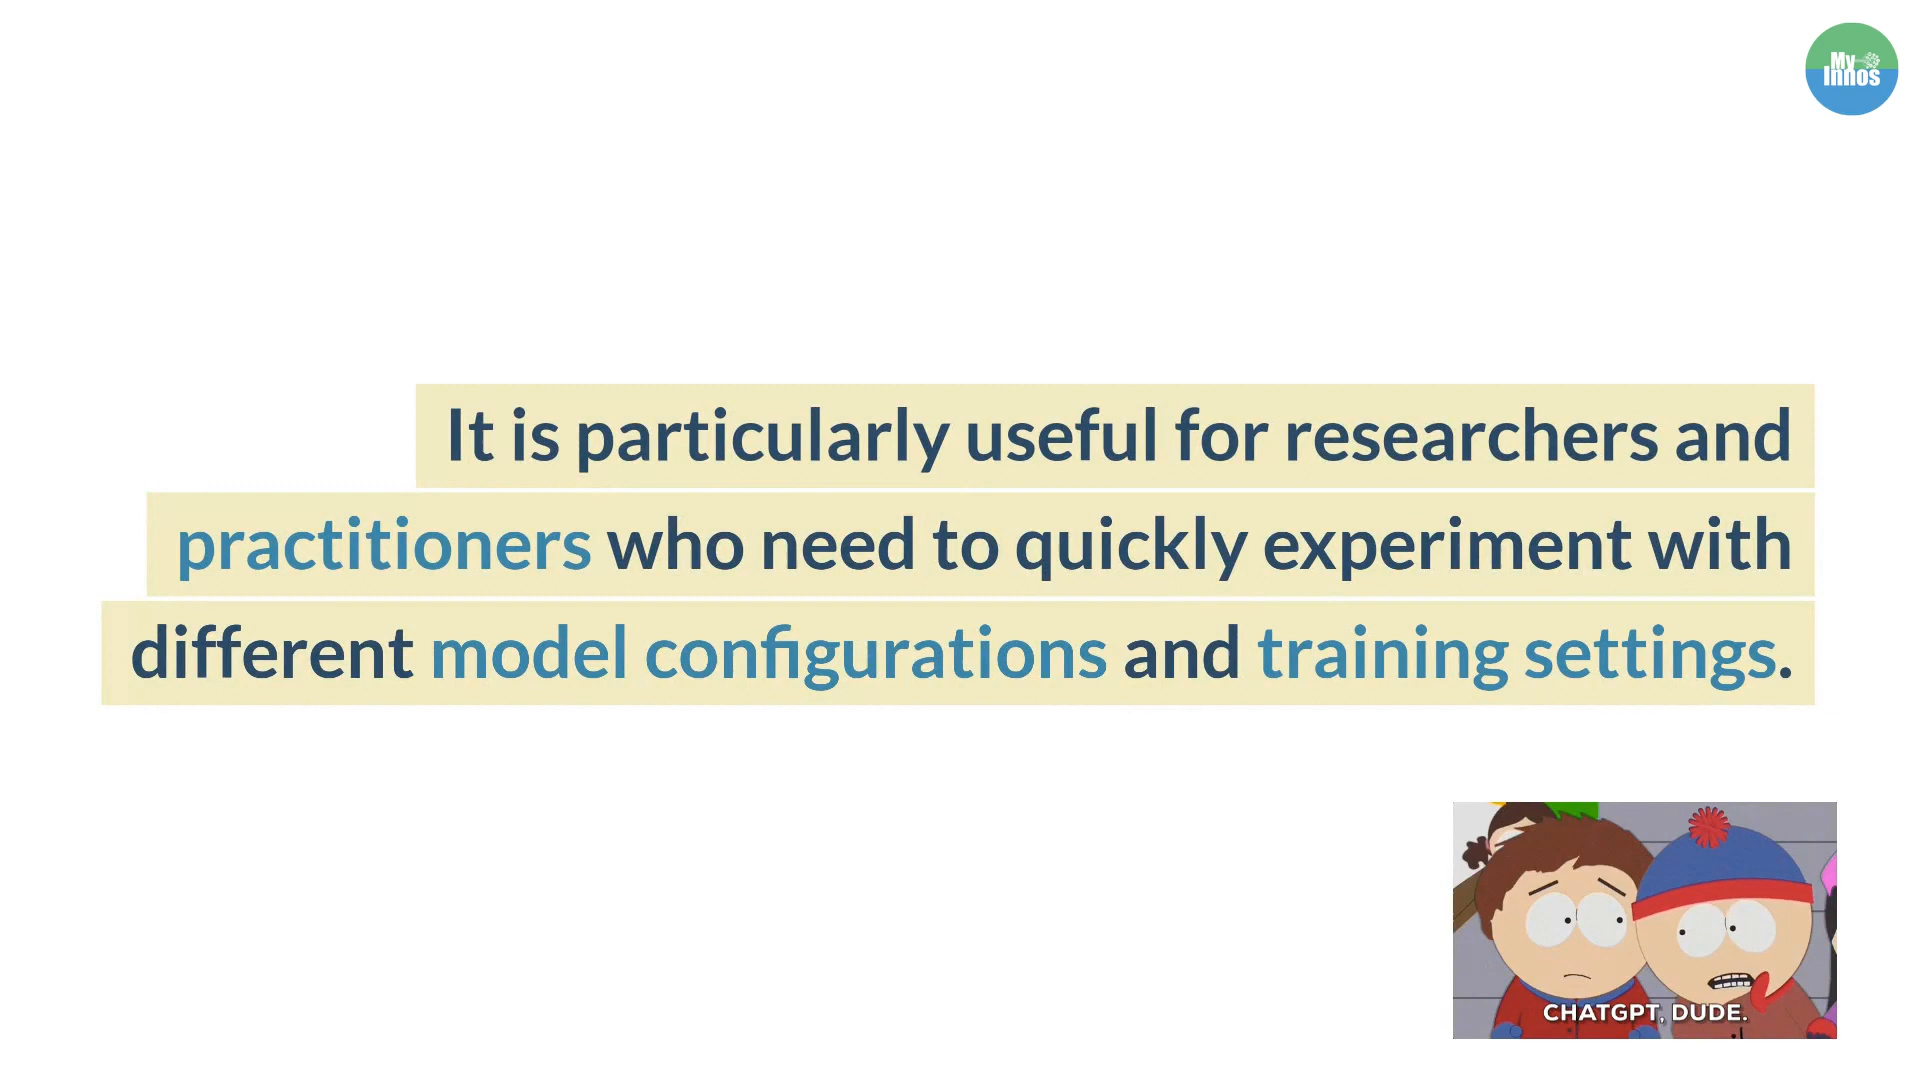 My
Innos
It is particularly useful for researchers and
practitioners who need to quickly experiment with
different model configurations and training settings.
CHATGPT, DUDE.